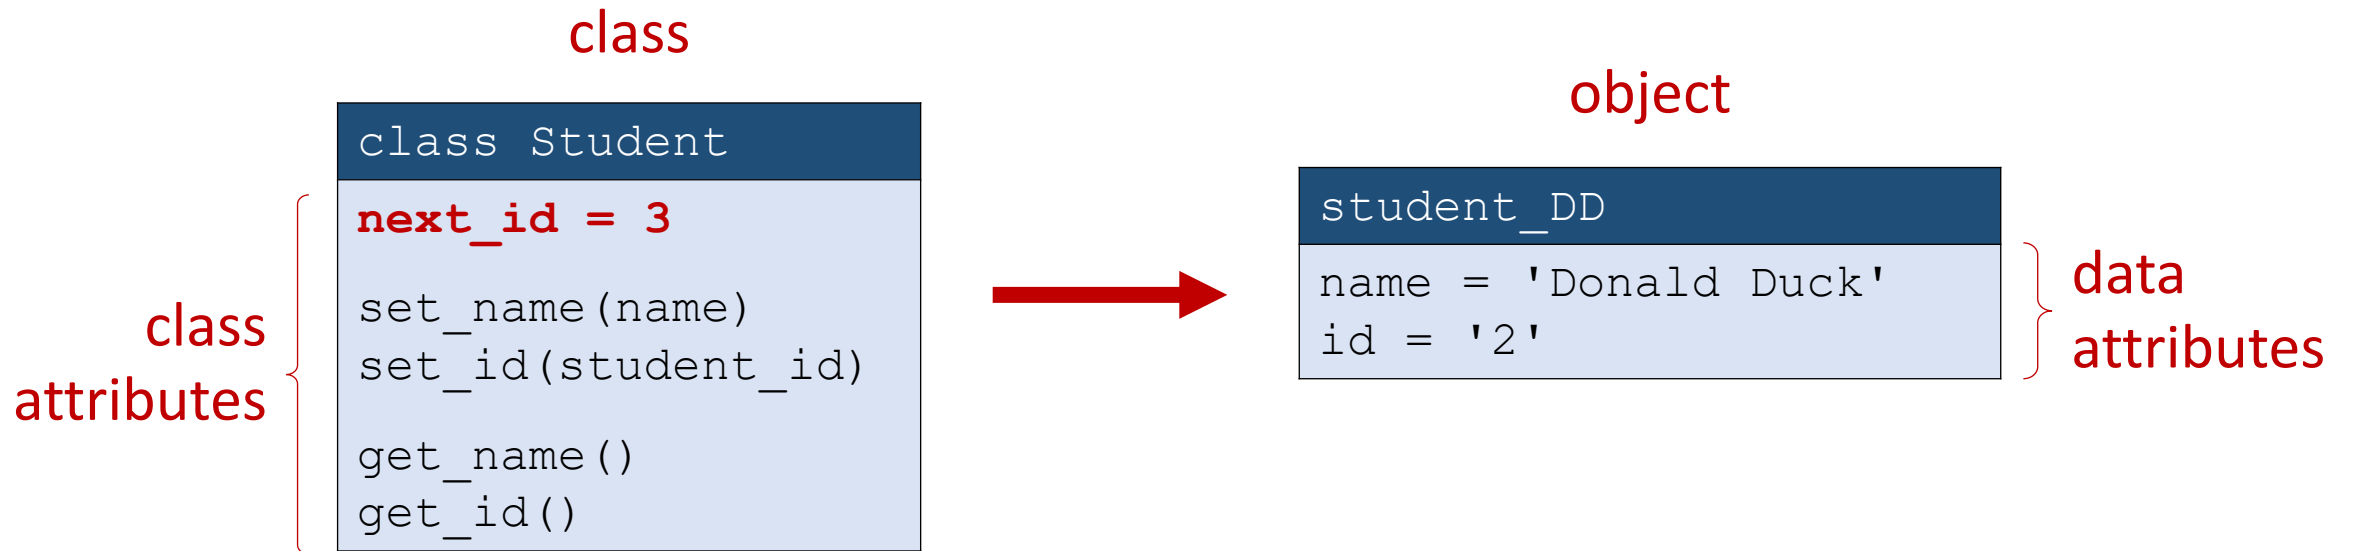 class
class Student
next_id = 3
set_name(name)
set_id(student_id)
get_name()
get_id()
class
attributes
object
student_DD
name = 'Donald Duck'
id = '2'
data
attributes